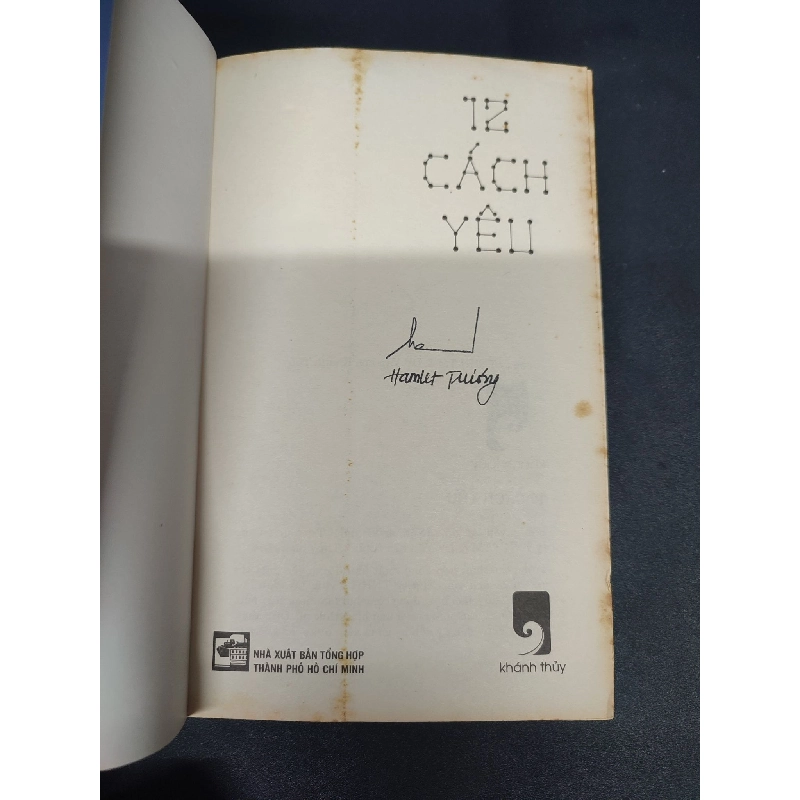 12
CÁCH
YÊU
Hamlet Trương
NHÀ XUẤT BẢN TỔNG HỢP
THÀNH PHỐ HỒ CHÍ MINH
khánh thủy